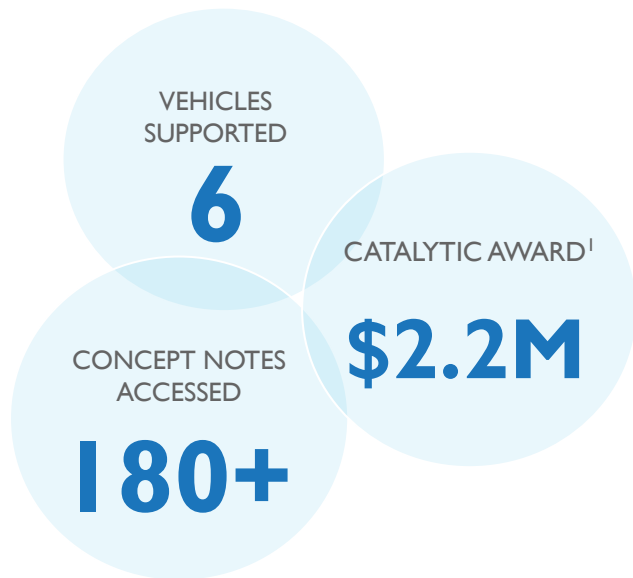 VEHICLES
SUPPORTED
6
CATALYTIC AWARD¹
$2.2M
CONCEPT NOTES
ACCESSED
180+